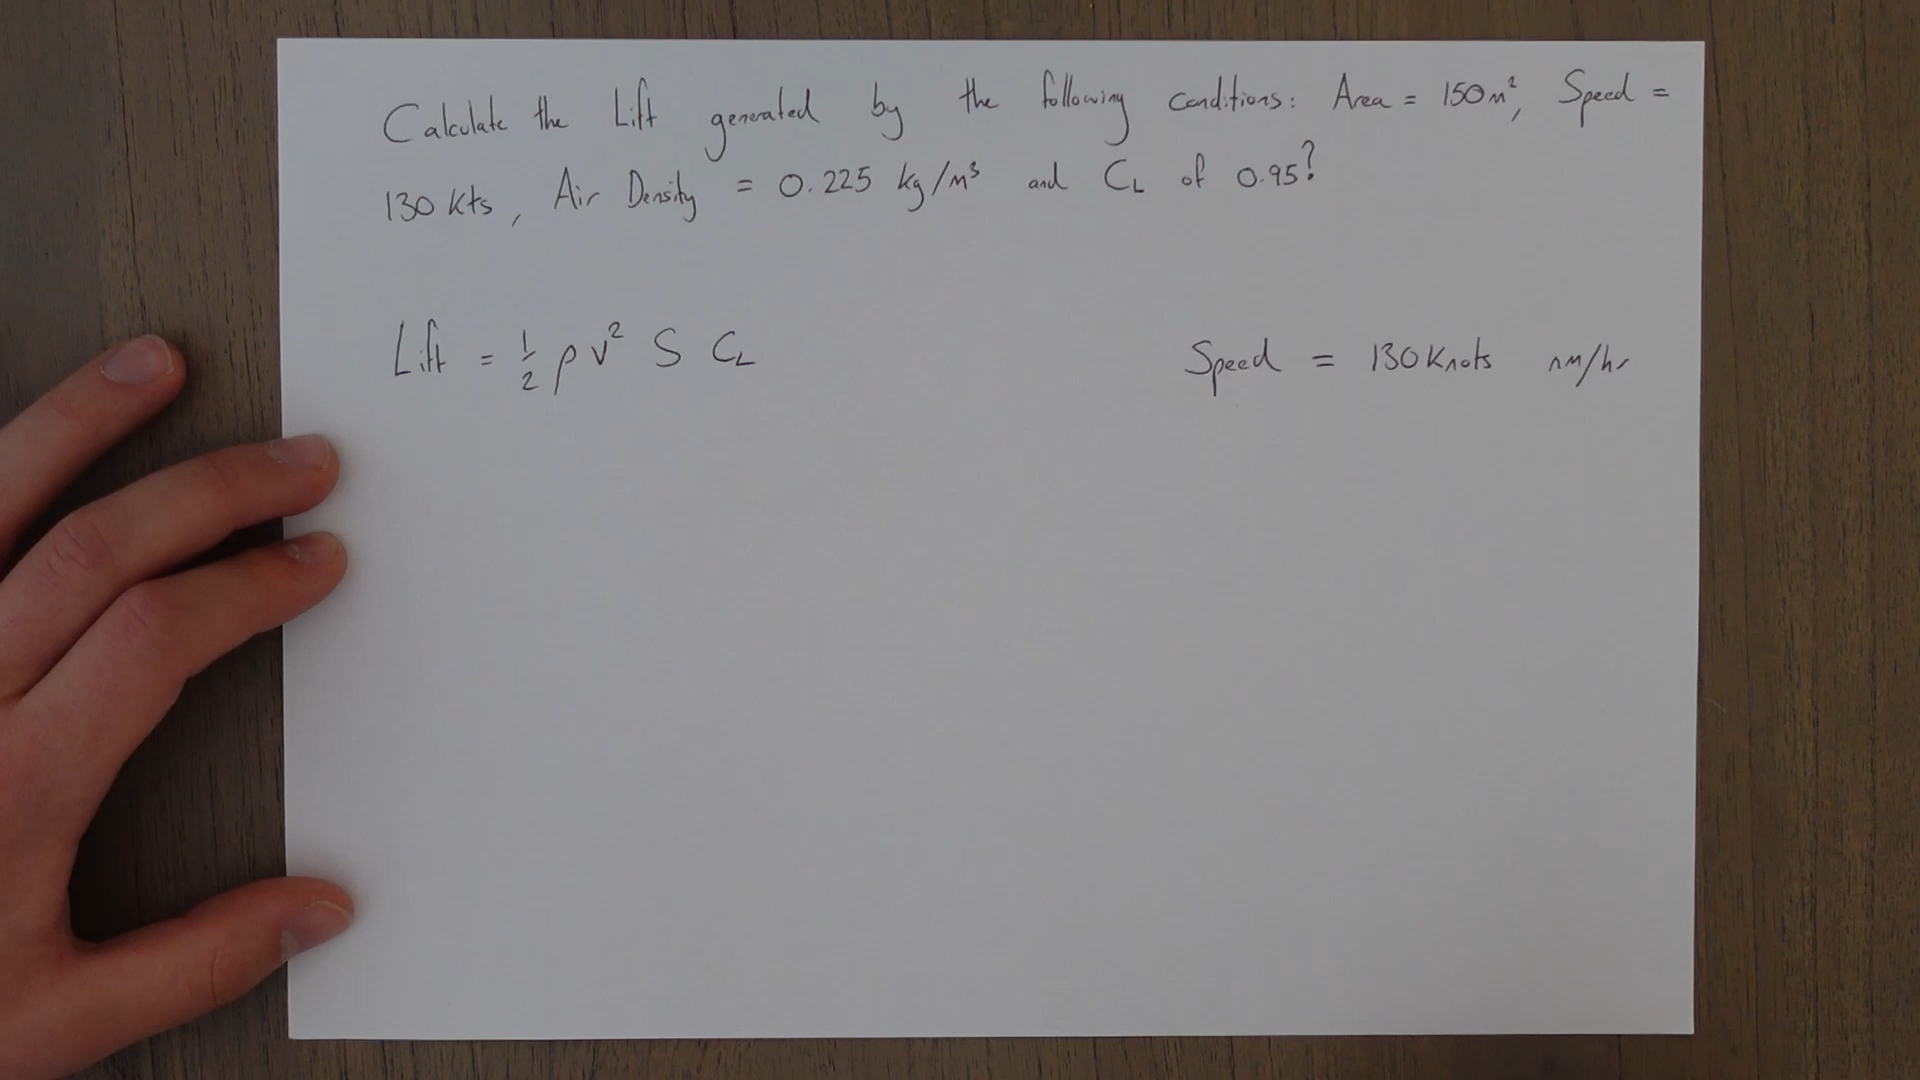 Calculate the Lift generated by the following conditions: Area = 150m², Speed =
130 Kts, Air Density = 0.225 kg/m³ and CL of 0.95?
Lift = 1/2 ρ v² S CL
Speed = 130 Knots nm/hr